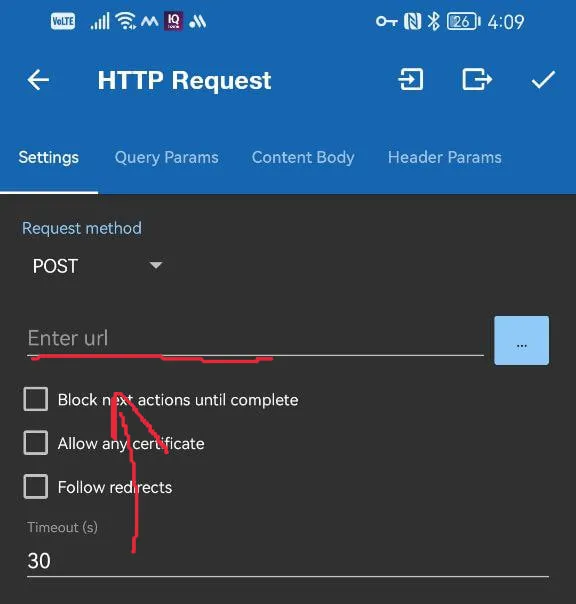 VoLTE IQ 26 4:09
HTTP Request
Settings Query Params Content Body Header Params
Request method
POST
Enter url ...
Block next actions until complete
Allow any certificate
Follow redirects
Timeout (s)
30